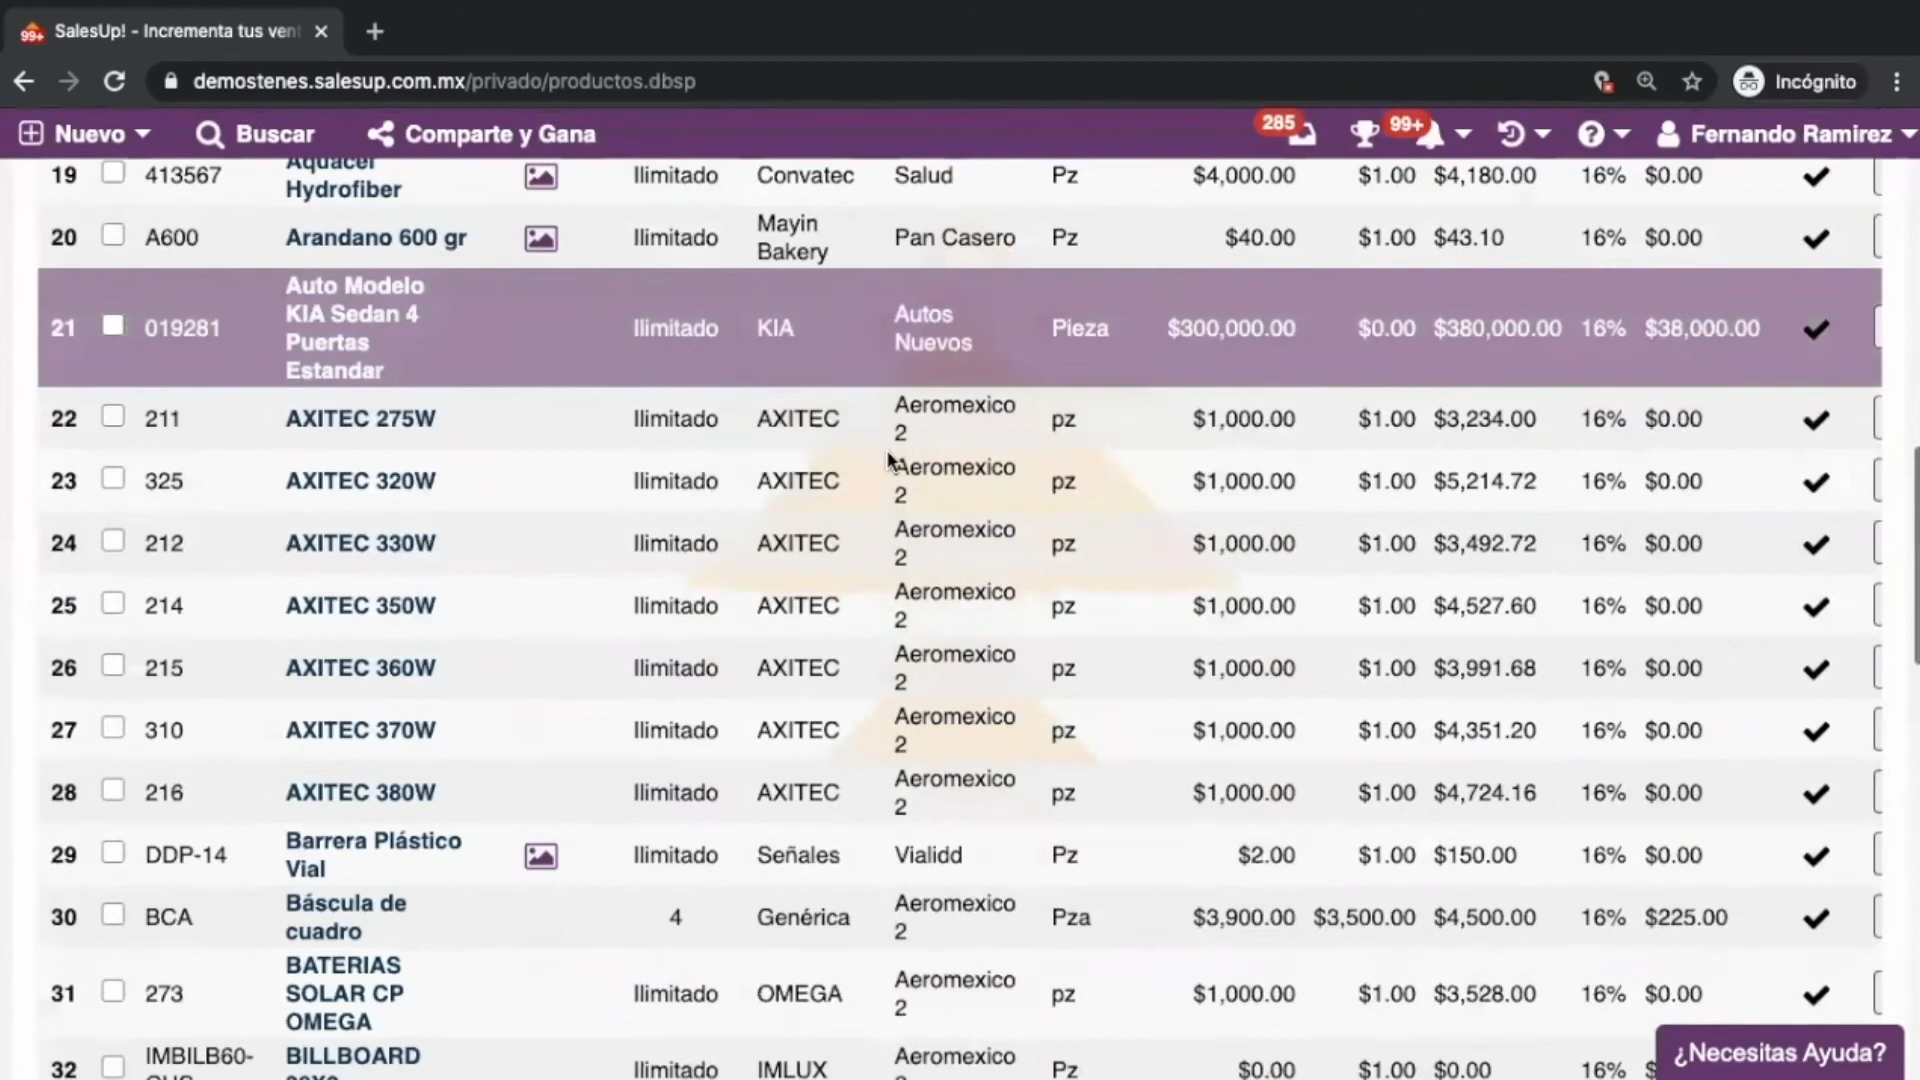 99+ SalesUp! - Incrementa tus vent
demostenes.salesup.com.mx/privado/productos.dbsp Incógnito
Nuevo Buscar Comparte y Gana 285 99+ ? Fernando Ramirez
19 413567 Aquacel Hydrofiber Ilimitado Convatec Salud Pz $4,000.00 $1.00 $4,180.00 16% $0.00
20 A600 Arandano 600 gr Ilimitado Mayin Bakery Pan Casero Pz $40.00 $1.00 $43.10 16% $0.00
21 019281 Auto Modelo KIA Sedan 4 Puertas Estandar Ilimitado KIA Autos Nuevos Pieza $300,000.00 $0.00 $380,000.00 16% $38,000.00
22 211 AXITEC 275W Ilimitado AXITEC Aeromexico 2 pz $1,000.00 $1.00 $3,234.00 16% $0.00
23 325 AXITEC 320W Ilimitado AXITEC Aeromexico 2 pz $1,000.00 $1.00 $5,214.72 16% $0.00
24 212 AXITEC 330W Ilimitado AXITEC Aeromexico 2 pz $1,000.00 $1.00 $3,492.72 16% $0.00
25 214 AXITEC 350W Ilimitado AXITEC Aeromexico 2 pz $1,000.00 $1.00 $4,527.60 16% $0.00
26 215 AXITEC 360W Ilimitado AXITEC Aeromexico 2 pz $1,000.00 $1.00 $3,991.68 16% $0.00
27 310 AXITEC 370W Ilimitado AXITEC Aeromexico 2 pz $1,000.00 $1.00 $4,351.20 16% $0.00
28 216 AXITEC 380W Ilimitado AXITEC Aeromexico 2 pz $1,000.00 $1.00 $4,724.16 16% $0.00
29 DDP-14 Barrera Plástico Vial Ilimitado Señales Vialidd Pz $2.00 $1.00 $150.00 16% $0.00
30 BCA Báscula de cuadro 4 Genérica Aeromexico 2 Pza $3,900.00 $3,500.00 $4,500.00 16% $225.00
31 273 BATERIAS SOLAR CP OMEGA Ilimitado OMEGA Aeromexico 2 pz $1,000.00 $1.00 $3,528.00 16% $0.00
32 IMBILB60- BILLBOARD Ilimitado IMLUX Aeromexico Pz $0.00 $1.00 $0.00 16%
¿Necesitas Ayuda?